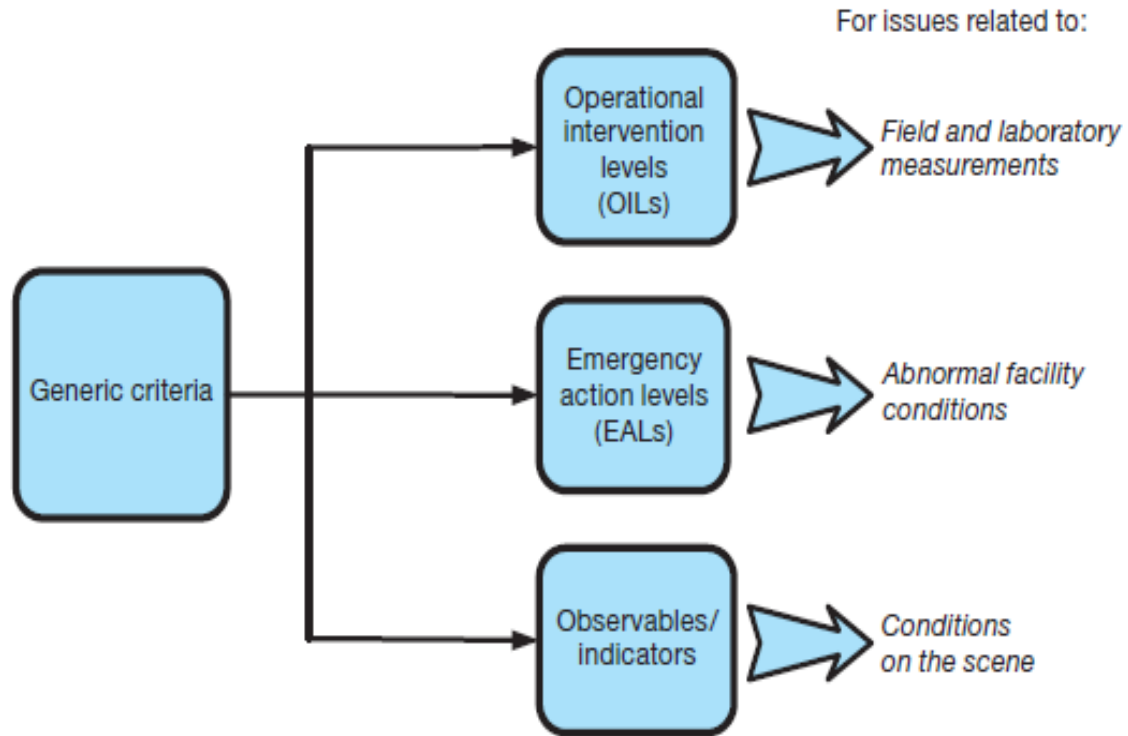 For issues related to:
Operational
intervention
levels
(OILs)
Field and laboratory
measurements
Generic criteria
Emergency
action levels
(EALs)
Abnormal facility
conditions
Observables/
indicators
Conditions
on the scene